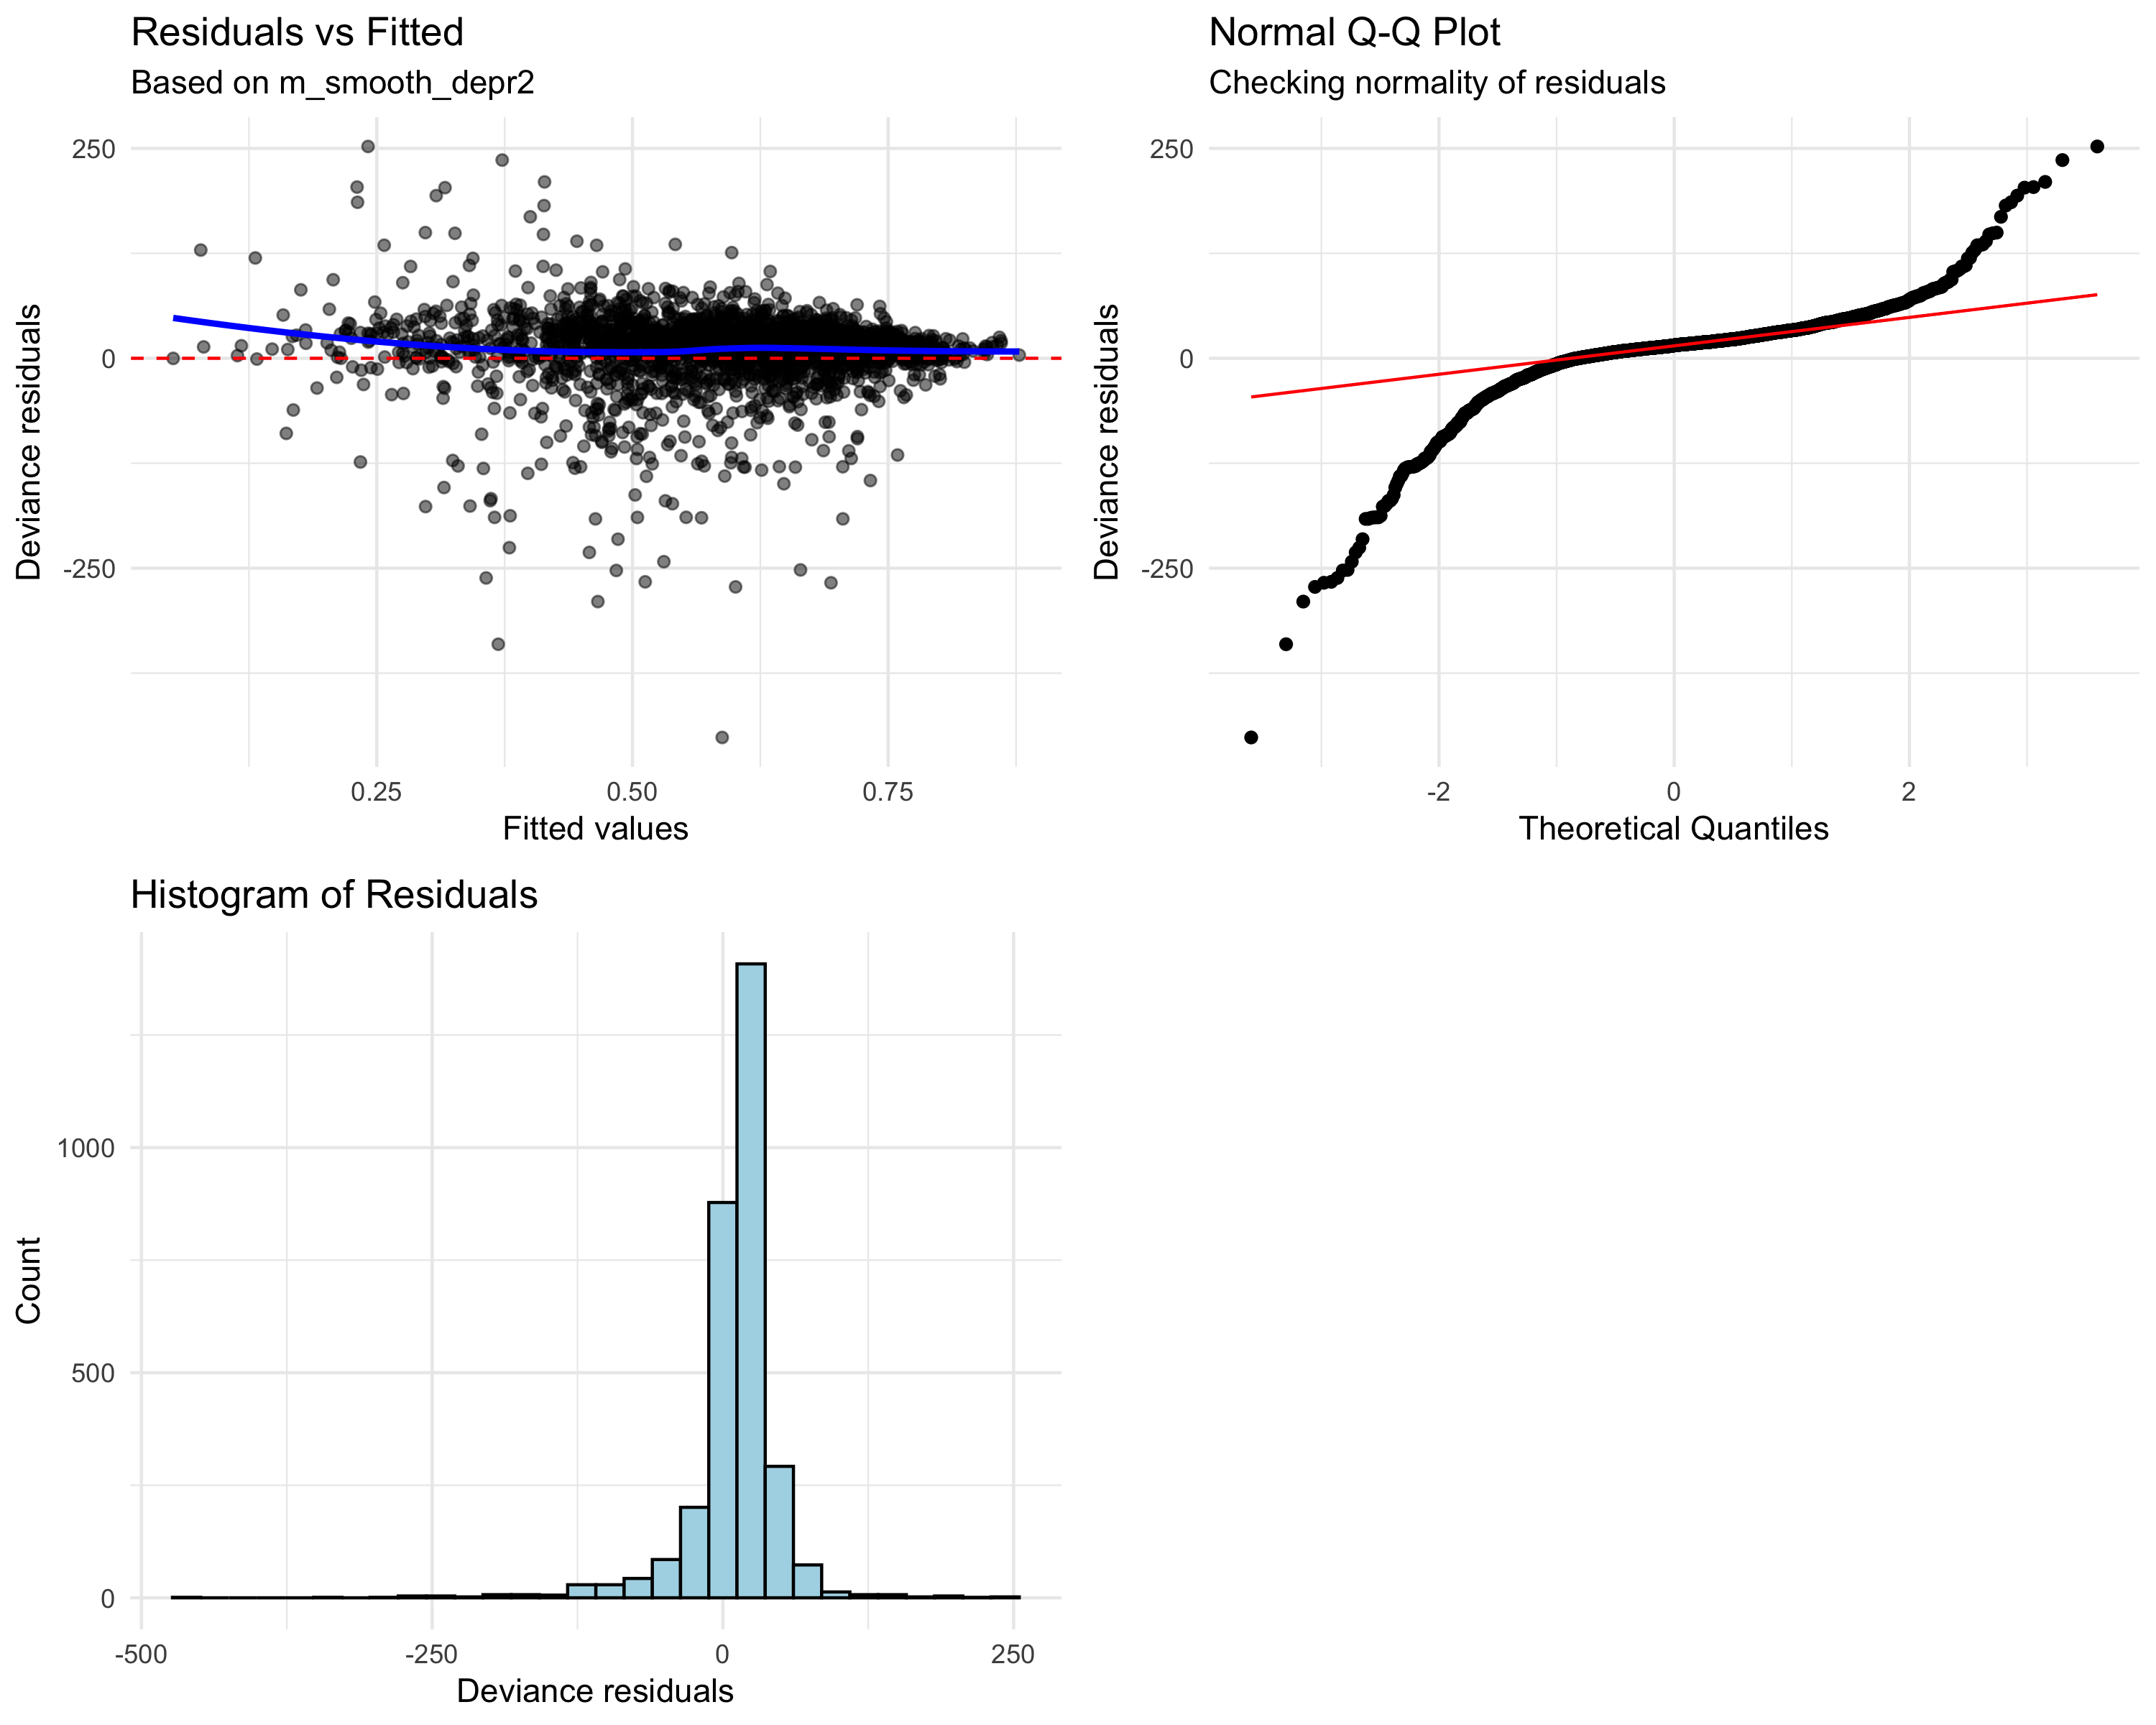 Residuals vs Fitted
Based on m_smooth_depr2
250
0
-250
Deviance residuals
0.25
0.50
0.75
Fitted values
Normal Q-Q Plot
Checking normality of residuals
250
0
-250
Deviance residuals
-2
0
2
Theoretical Quantiles
Histogram of Residuals
1000
500
0
Count
-500
-250
0
250
Deviance residuals